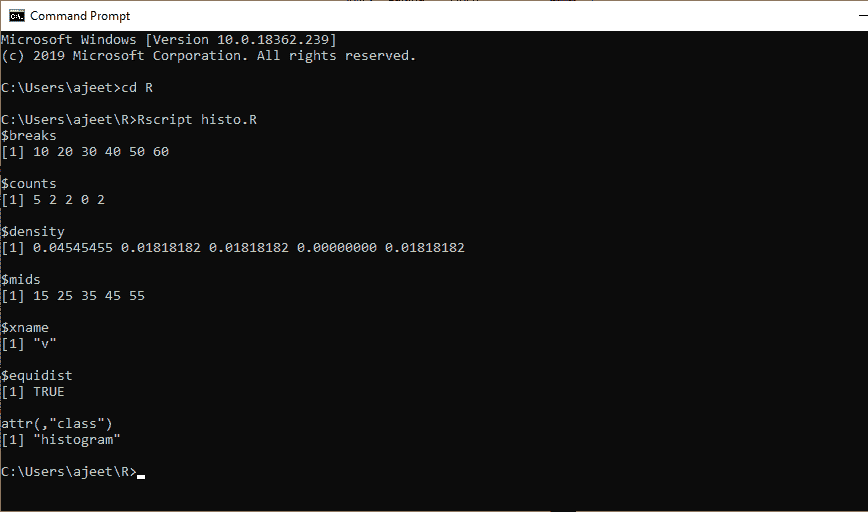 Command Prompt
Microsoft Windows [Version 10.0.18362.239]
(c) 2019 Microsoft Corporation. All rights reserved.
C:\Users\ajeet>cd R
C:\Users\ajeet\R>Rscript histo.R
$breaks
[1] 10 20 30 40 50 60
$counts
[1] 5 2 2 0 2
$density
[1] 0.04545455 0.01818182 0.01818182 0.00000000 0.01818182
$mids
[1] 15 25 35 45 55
$xname
[1] "v"
$equidist
[1] TRUE
attr(,"class")
[1] "histogram"
C:\Users\ajeet\R>